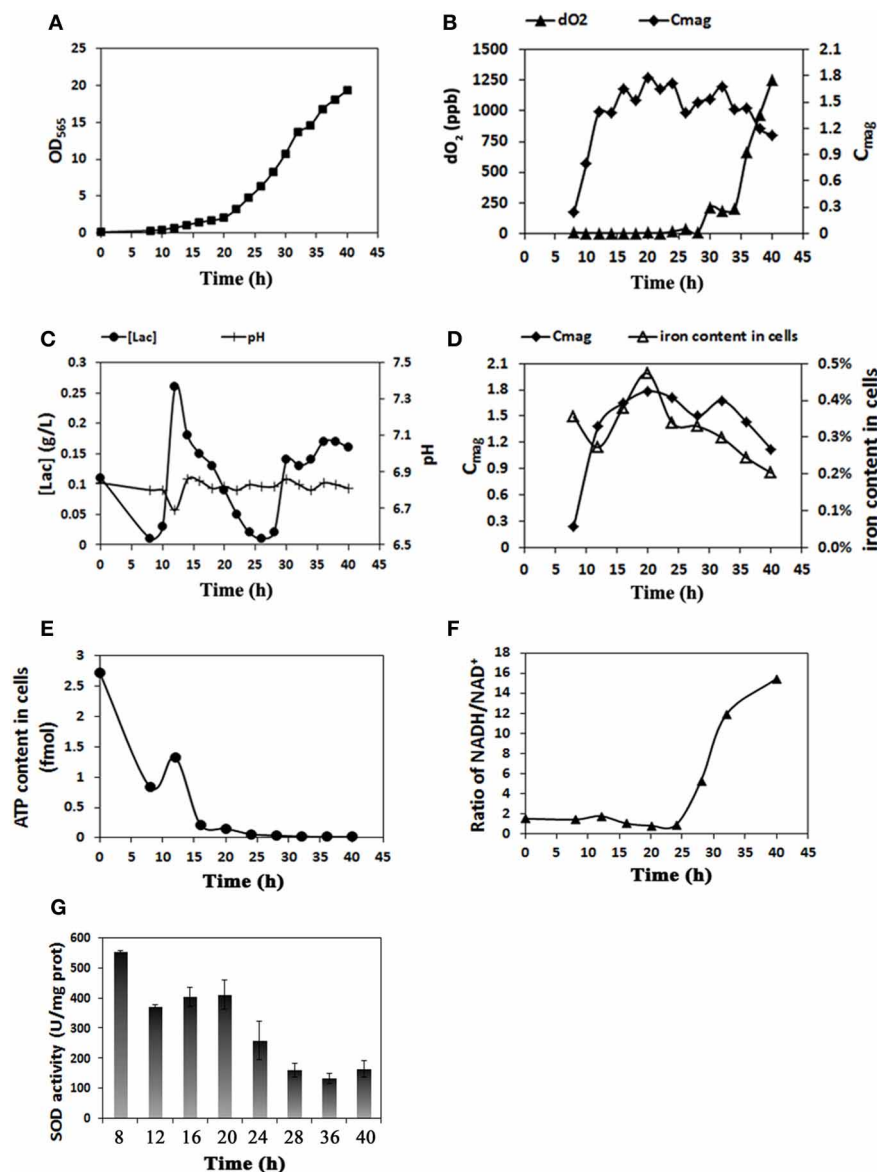 A
OD565
25
20
15
10
5
0
0 5 10 15 20 25 30 35 40 45
Time (h)
B
dO2 Cmag
dO2 (ppb)
1500
1250
1000
750
500
250
0
2.1
1.8
1.5
1.2
0.9
0.6
0.3
0
Cmag
0 5 10 15 20 25 30 35 40 45
Time (h)
C
[Lac] pH
[Lac] (g/L)
0.3
0.25
0.2
0.15
0.1
0.05
0
7.5
7.3
7.1
6.9
6.7
6.5
pH
0 5 10 15 20 25 30 35 40 45
Time (h)
D
Cmag iron content in cells
Cmag
2.1
1.8
1.5
1.2
0.9
0.6
0.3
0
0.5%
0.4%
0.3%
0.2%
0.1%
0.0%
iron content in cells
0 5 10 15 20 25 30 35 40 45
Time (h)
E
ATP content in cells
(fmol)
3
2.5
2
1.5
1
0.5
0
0 5 10 15 20 25 30 35 40 45
Time (h)
F
Ratio of NADH/NAD+
18
16
14
12
10
8
6
4
2
0
0 5 10 15 20 25 30 35 40 45
Time (h)
G
SOD activity (U/mg prot)
600
500
400
300
200
100
0
8 12 16 20 24 28 36 40
Time (h)